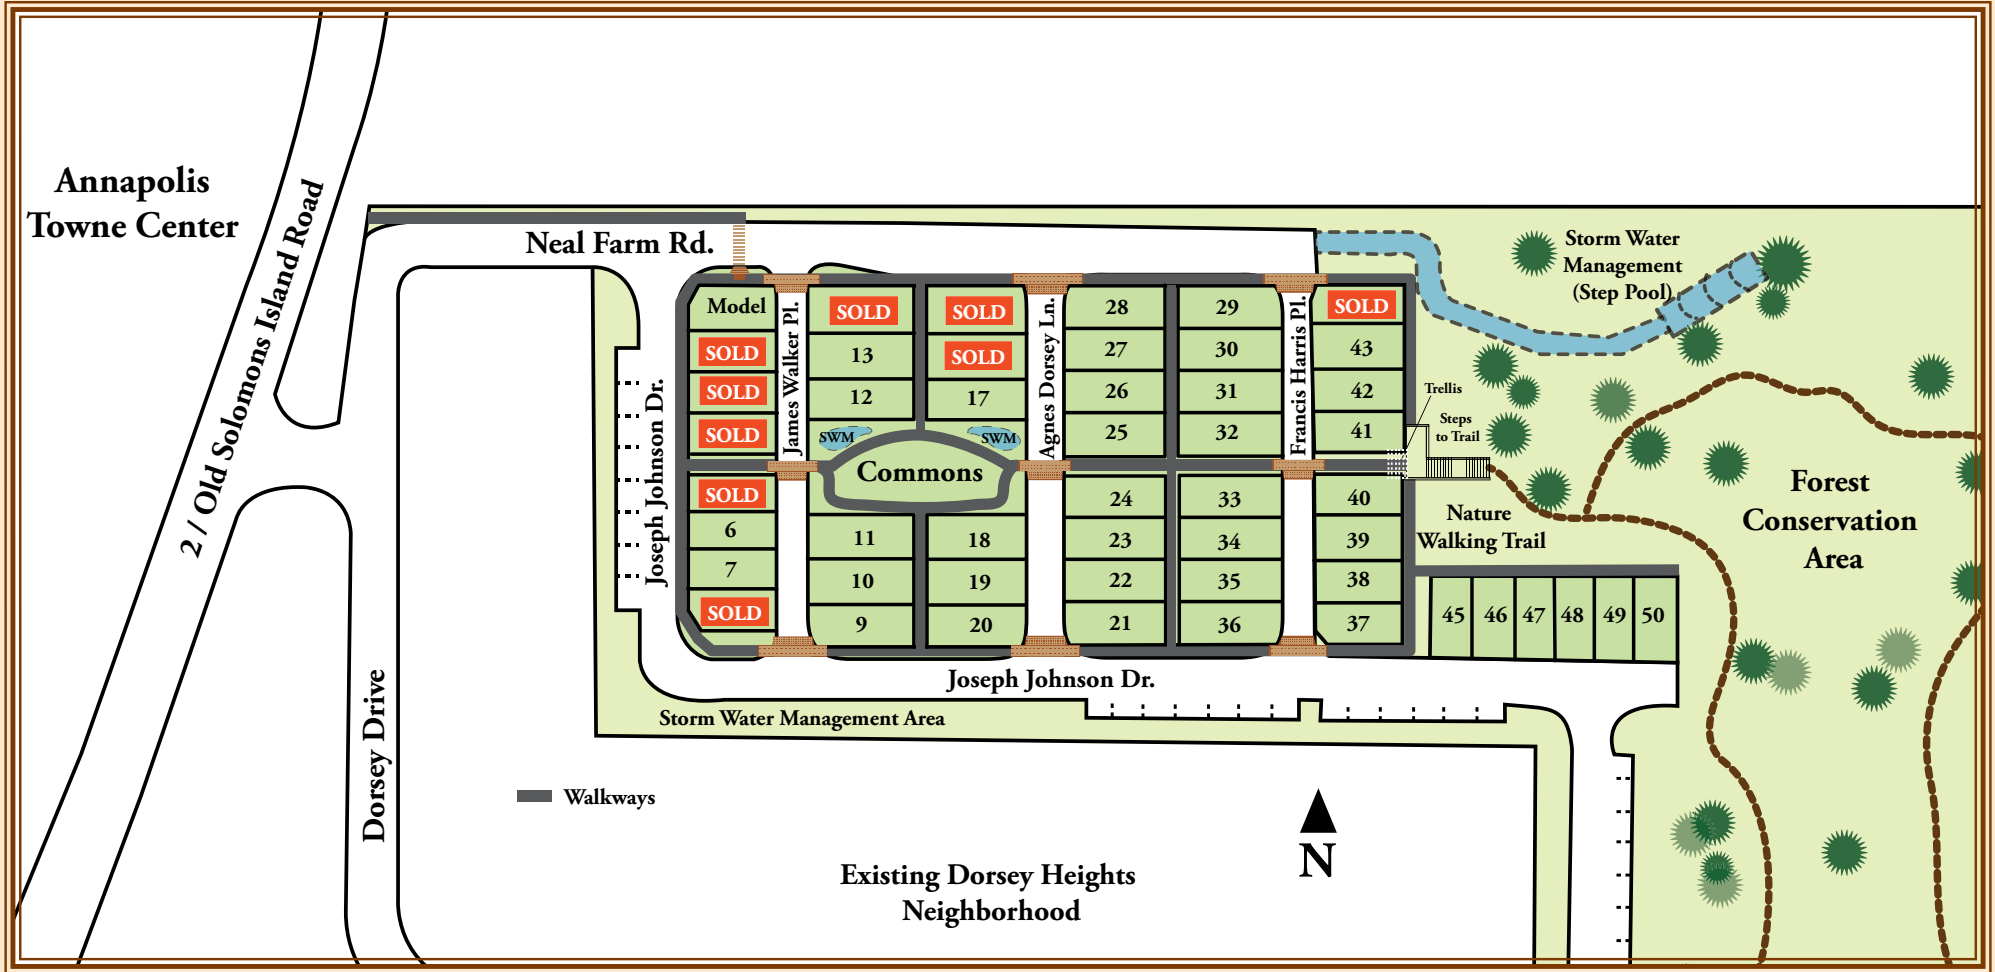 Annapolis
Towne Center
2 / Old Solomons Island Road
Neal Farm Rd.
Dorsey Drive
Joseph Johnson Dr.
Model
SOLD
SOLD
SOLD
SOLD
6
7
SOLD
James Walker Pl.
SOLD
13
12
SWM
SOLD
SOLD
17
SWM
Commons
11
10
9
18
19
20
Agnes Dorsey Ln.
28
27
26
25
24
23
22
21
29
30
31
32
33
34
35
36
Francis Harris Pl.
SOLD
43
42
41
40
39
38
37
Trellis
Steps
to Trail
Storm Water
Management
(Step Pool)
Nature
Walking Trail
Forest
Conservation
Area
45
46
47
48
49
50
Joseph Johnson Dr.
Storm Water Management Area
Walkways
N
Existing Dorsey Heights
Neighborhood